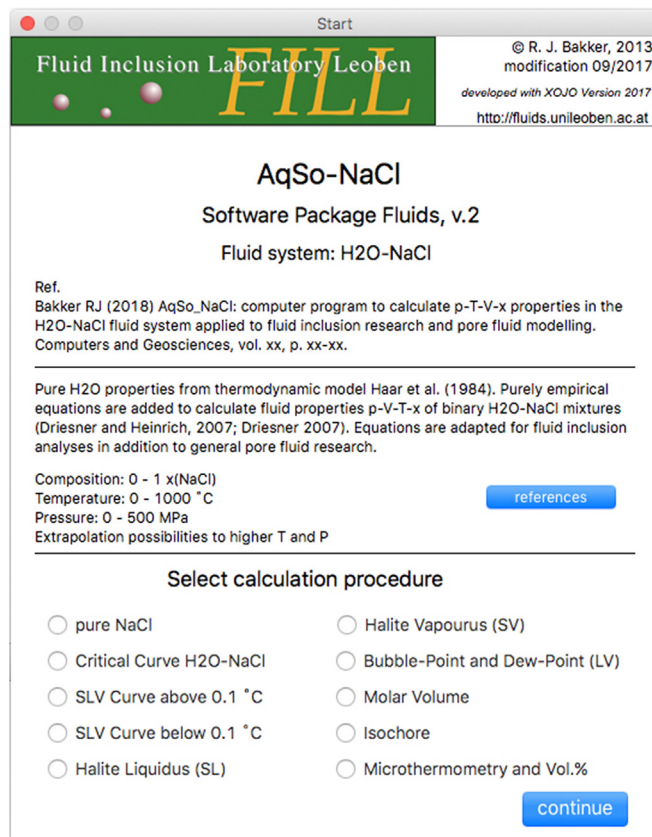 Start
Fluid Inclusion Laboratory Leoben
FILL
© R. J. Bakker, 2013
modification 09/2017
developed with XOJO Version 2017
http://fluids.unileoben.ac.at
AqSo-NaCl
Software Package Fluids, v.2
Fluid system: H2O-NaCl
Ref.
Bakker RJ (2018) AqSo_NaCl: computer program to calculate p-T-V-x properties in the
H2O-NaCl fluid system applied to fluid inclusion research and pore fluid modelling.
Computers and Geosciences, vol. xx, p. xx-xx.
Pure H2O properties from thermodynamic model Haar et al. (1984). Purely empirical
equations are added to calculate fluid properties p-V-T-x of binary H2O-NaCl mixtures
(Driesner and Heinrich, 2007; Driesner 2007). Equations are adapted for fluid inclusion
analyses in addition to general pore fluid research.
Composition: 0 - 1 x(NaCl)
Temperature: 0 - 1000 ˚C
Pressure: 0 - 500 MPa
Extrapolation possibilities to higher T and P
references
Select calculation procedure
pure NaCl
Critical Curve H2O-NaCl
SLV Curve above 0.1 ˚C
SLV Curve below 0.1 ˚C
Halite Liquidus (SL)
Halite Vapourus (SV)
Bubble-Point and Dew-Point (LV)
Molar Volume
Isochore
Microthermometry and Vol.%
continue